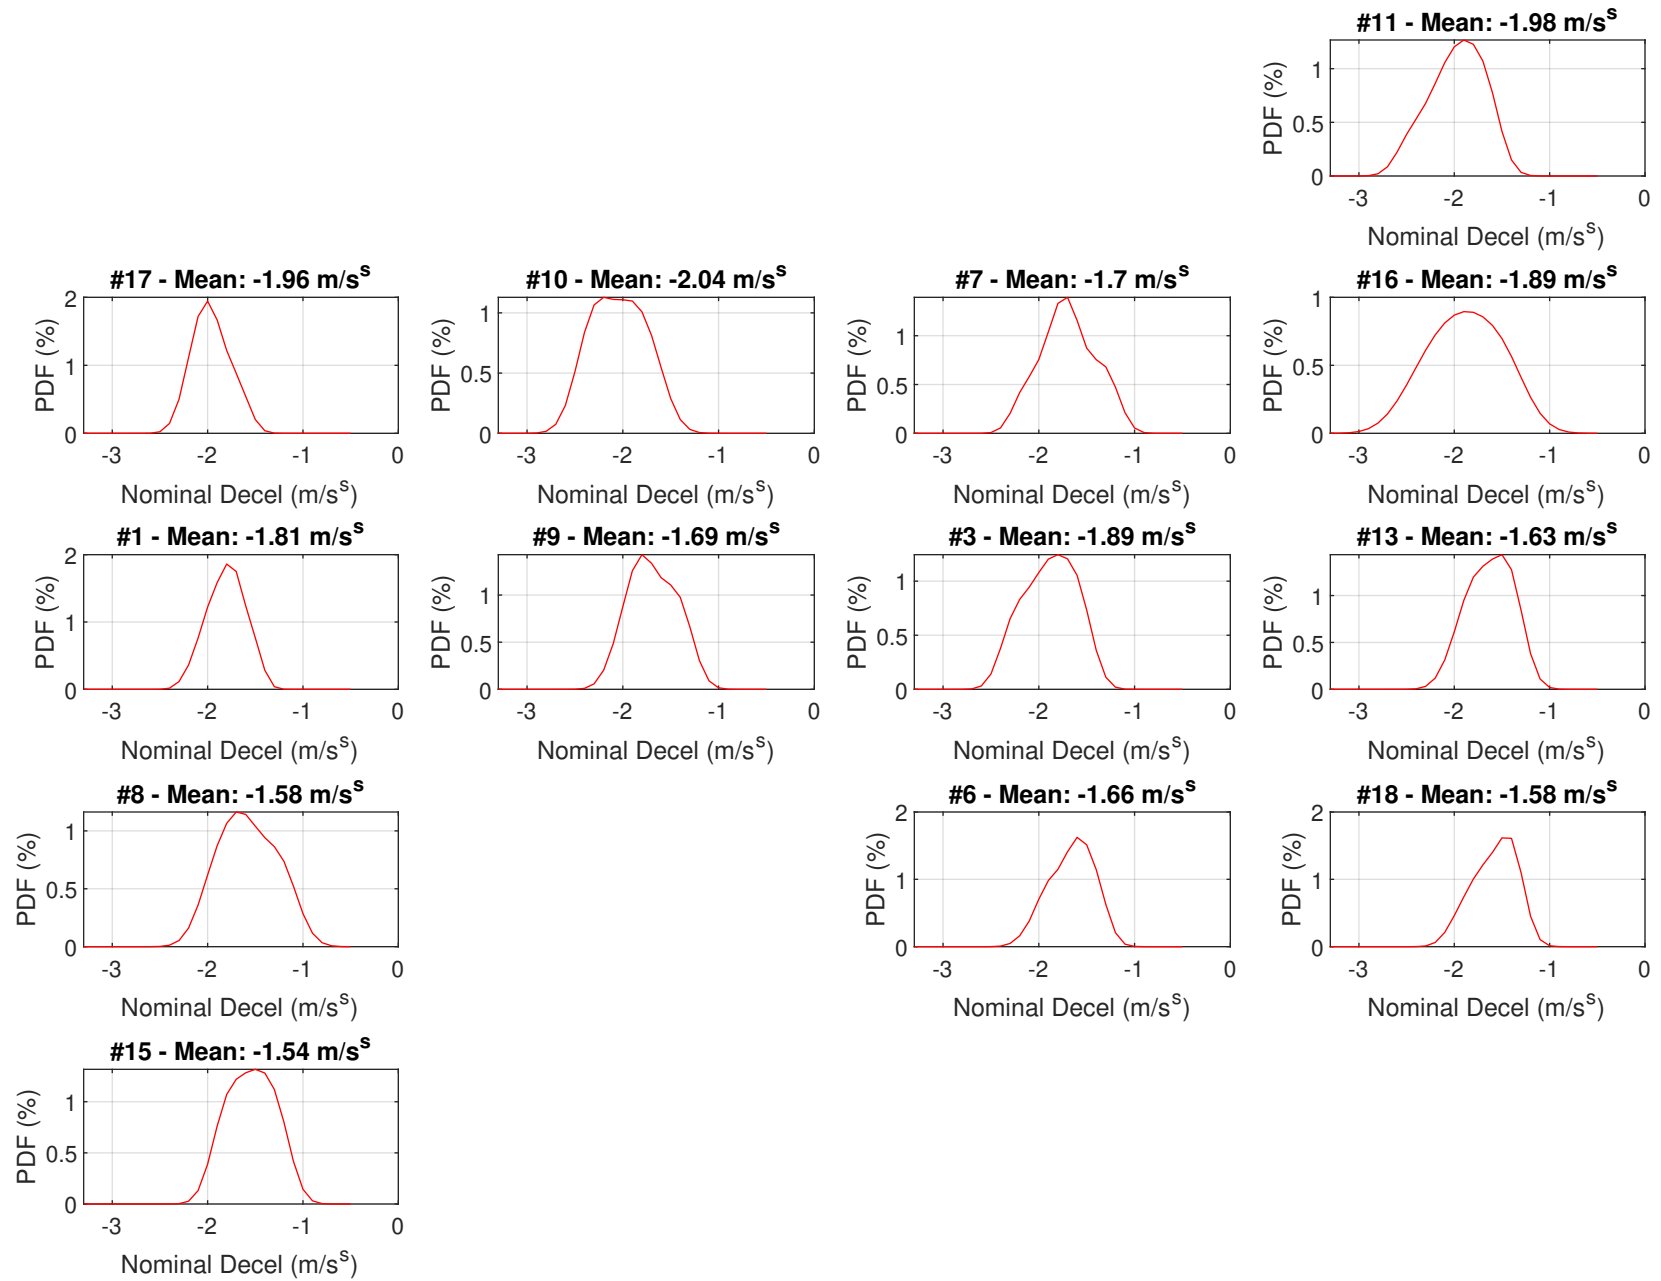 #11 - Mean: -1.98 m/s^s
PDF (%)
1
0.5
0
-3 -2 -1 0
Nominal Decel (m/s^s)
#17 - Mean: -1.96 m/s^s
PDF (%)
2
1
0
-3 -2 -1 0
Nominal Decel (m/s^s)
#10 - Mean: -2.04 m/s^s
PDF (%)
1
0.5
0
-3 -2 -1 0
Nominal Decel (m/s^s)
#7 - Mean: -1.7 m/s^s
PDF (%)
1
0.5
0
-3 -2 -1 0
Nominal Decel (m/s^s)
#16 - Mean: -1.89 m/s^s
PDF (%)
1
0.5
0
-3 -2 -1 0
Nominal Decel (m/s^s)
#1 - Mean: -1.81 m/s^s
PDF (%)
2
1
0
-3 -2 -1 0
Nominal Decel (m/s^s)
#9 - Mean: -1.69 m/s^s
PDF (%)
1
0.5
0
-3 -2 -1 0
Nominal Decel (m/s^s)
#3 - Mean: -1.89 m/s^s
PDF (%)
1
0.5
0
-3 -2 -1 0
Nominal Decel (m/s^s)
#13 - Mean: -1.63 m/s^s
PDF (%)
1
0.5
0
-3 -2 -1 0
Nominal Decel (m/s^s)
#8 - Mean: -1.58 m/s^s
PDF (%)
1
0.5
0
-3 -2 -1 0
Nominal Decel (m/s^s)
#6 - Mean: -1.66 m/s^s
PDF (%)
2
1
0
-3 -2 -1 0
Nominal Decel (m/s^s)
#18 - Mean: -1.58 m/s^s
PDF (%)
2
1
0
-3 -2 -1 0
Nominal Decel (m/s^s)
#15 - Mean: -1.54 m/s^s
PDF (%)
1
0.5
0
-3 -2 -1 0
Nominal Decel (m/s^s)